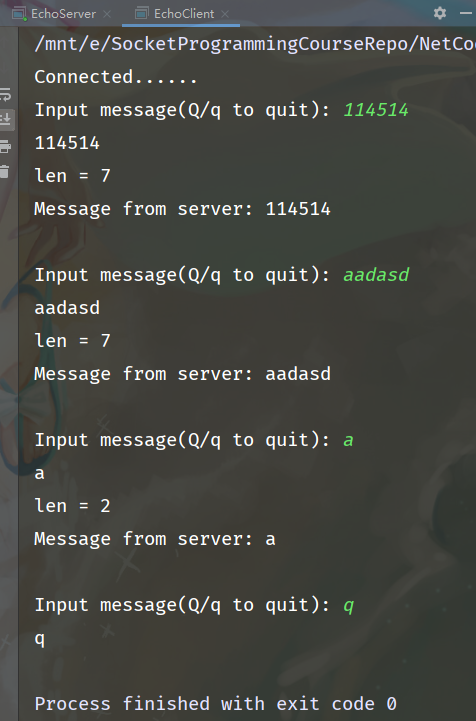 EchoServer EchoClient
/mnt/e/SocketProgrammingCourseRepo/NetCo
Connected......
Input message(Q/q to quit): 114514
114514
len = 7
Message from server: 114514
Input message(Q/q to quit): aadasd
aadasd
len = 7
Message from server: aadasd
Input message(Q/q to quit): a
a
len = 2
Message from server: a
Input message(Q/q to quit): q
q
Process finished with exit code 0